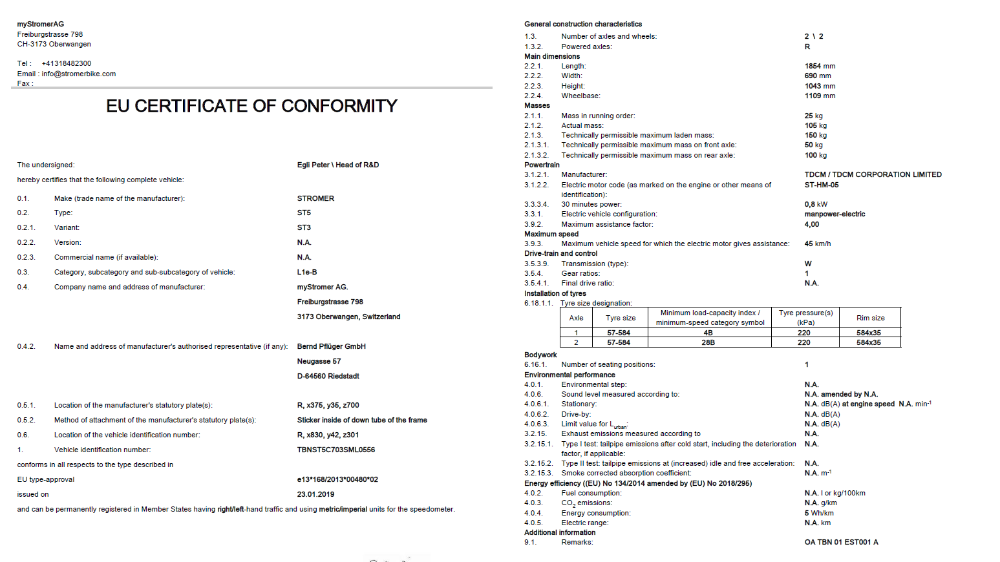 myStromerAG
Freiburgstrasse 798
CH-3173 Oberwangen
Tel : +41318482300
Email : info@stromerbike.com
Fax :
EU CERTIFICATE OF CONFORMITY
The undersigned: Egli Peter \ Head of R&D
hereby certifies that the following complete vehicle:
0.1. Make (trade name of the manufacturer): STROMER
0.2. Type: ST5
0.2.1. Variant: ST3
0.2.2. Version: N.A.
0.2.3. Commercial name (if available): N.A.
0.3. Category, subcategory and sub-subcategory of vehicle: L1e-B
0.4. Company name and address of manufacturer: myStromer AG.
Freiburgstrasse 798
3173 Oberwangen, Switzerland
0.4.2. Name and address of manufacturer's authorised representative (if any): Bernd Pflüger GmbH
Neugasse 57
D-64560 Riedstadt
0.5.1. Location of the manufacturer's statutory plate(s): R, x375, y35, z700
0.5.2. Method of attachment of the manufacturer's statutory plate(s): Sticker inside of down tube of the frame
0.6. Location of the vehicle identification number: R, x830, y42, z301
1. Vehicle identification number: TBNST5C703SML0556
conforms in all respects to the type described in
EU type-approval e13*168/2013*00480*02
issued on 23.01.2019
and can be permanently registered in Member States having right/left-hand traffic and using metric/imperial units for the speedometer.
General construction characteristics
1.3. Number of axles and wheels: 2 \ 2
1.3.2. Powered axles: R
Main dimensions
2.2.1. Length: 1854 mm
2.2.2. Width: 690 mm
2.2.3. Height: 1043 mm
2.2.4. Wheelbase: 1109 mm
Masses
2.1.1. Mass in running order: 25 kg
2.1.2. Actual mass: 105 kg
2.1.3. Technically permissible maximum laden mass: 150 kg
2.1.3.1. Technically permissible maximum mass on front axle: 50 kg
2.1.3.2. Technically permissible maximum mass on rear axle: 100 kg
Powertrain
3.1.2.1. Manufacturer: TDCM / TDCM CORPORATION LIMITED
3.1.2.2. Electric motor code (as marked on the engine or other means of ST-HM-05
identification):
3.3.3.4. 30 minutes power: 0,8 kW
3.3.1. Electric vehicle configuration: manpower-electric
3.9.2. Maximum assistance factor: 4,00
Maximum speed
3.9.3. Maximum vehicle speed for which the electric motor gives assistance: 45 km/h
Drive-train and control
3.5.3.9. Transmission (type): W
3.5.4. Gear ratios: 1
3.5.4.1. Final drive ratio: N.A.
Installation of tyres
6.18.1.1. Tyre size designation:
Axle Tyre size Minimum load-capacity index / minimum-speed category symbol Tyre pressure(s) (kPa) Rim size
1 57-584 4B 220 584x35
2 57-584 28B 220 584x35
Bodywork
6.16.1. Number of seating positions: 1
Environmental performance
4.0.1. Environmental step: N.A.
4.0.6. Sound level measured according to: N.A. amended by N.A.
4.0.6.1. Stationary: N.A. dB(A) at engine speed N.A. min-1
4.0.6.2. Drive-by: N.A. dB(A)
4.0.6.3. Limit value for Lurban: N.A. dB(A)
3.2.15. Exhaust emissions measured according to N.A.
3.2.15.1. Type I test: tailpipe emissions after cold start, including the deterioration N.A.
factor, if applicable:
3.2.15.2. Type II test: tailpipe emissions at (increased) idle and free acceleration: N.A.
3.2.15.3. Smoke corrected absorption coefficient: N.A. m-1
Energy efficiency ((EU) No 134/2014 amended by (EU) No 2018/295)
4.0.2. Fuel consumption: N.A. l or kg/100km
4.0.3. CO2 emissions: N.A. g/km
4.0.4. Energy consumption: 5 Wh/km
4.0.5. Electric range: N.A. km
Additional information
9.1. Remarks: OA TBN 01 EST001 A